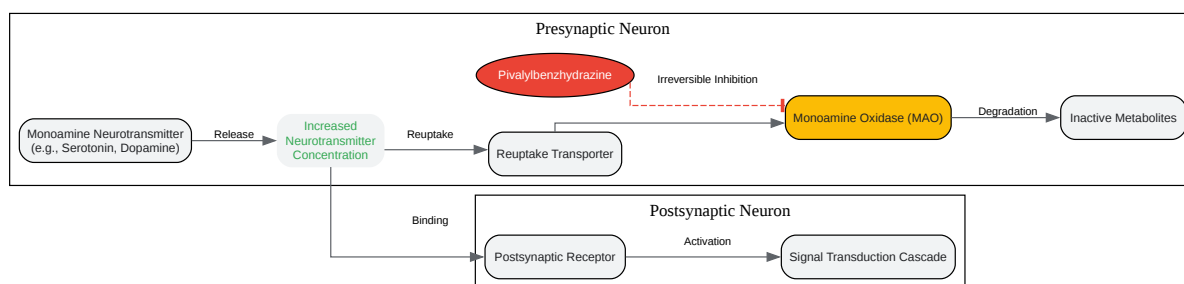 Presynaptic Neuron
Pivalylbenzhydrazine
Irreversible Inhibition
Monoamine Neurotransmitter
(e.g., Serotonin, Dopamine)
Release
Increased
Neurotransmitter
Concentration
Reuptake
Reuptake Transporter
Monoamine Oxidase (MAO)
Degradation
Inactive Metabolites
Binding
Postsynaptic Neuron
Postsynaptic Receptor
Activation
Signal Transduction Cascade